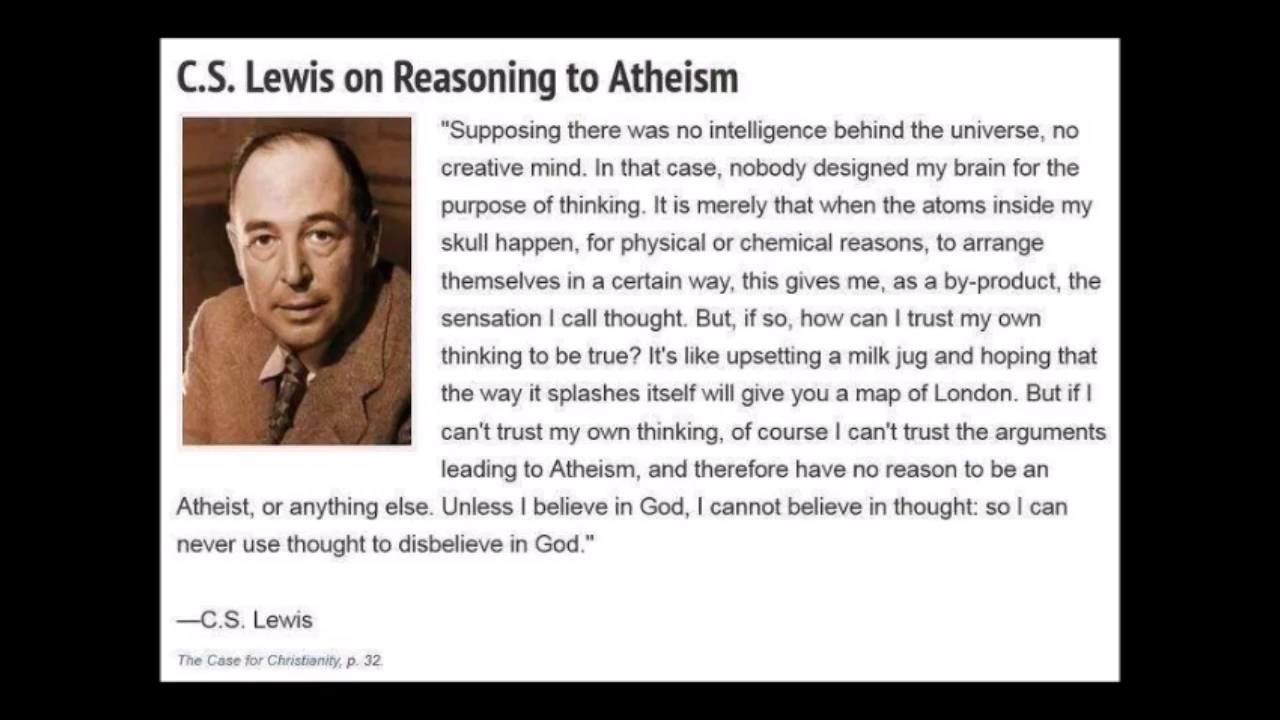 C.S. Lewis on Reasoning to Atheism
"Supposing there was no intelligence behind the universe, no
creative mind. In that case, nobody designed my brain for the
purpose of thinking. It is merely that when the atoms inside my
skull happen, for physical or chemical reasons, to arrange
themselves in a certain way, this gives me, as a by-product, the
sensation I call thought. But, if so, how can I trust my own
thinking to be true? It's like upsetting a milk jug and hoping that
the way it splashes itself will give you a map of London. But if I
can't trust my own thinking, of course I can't trust the arguments
leading to Atheism, and therefore have no reason to be an
Atheist, or anything else. Unless I believe in God, I cannot believe in thought: so I can
never use thought to disbelieve in God."
—C.S. Lewis
The Case for Christianity, p. 32.